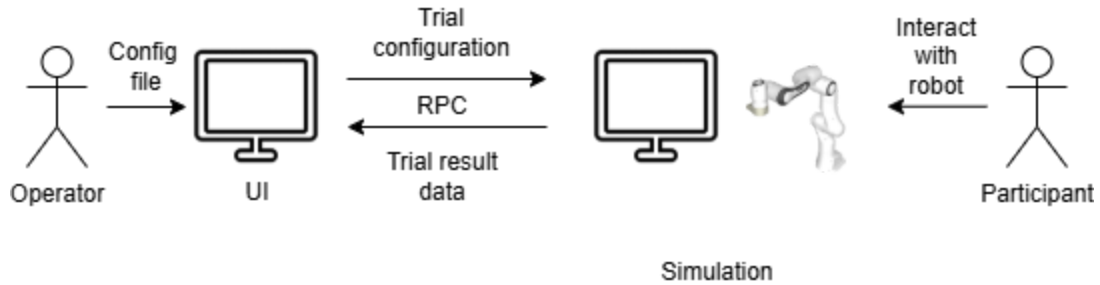 Trial
configuration
Config
file
RPC
Trial result
data
Interact
with
robot
Operator
UI
Participant
Simulation